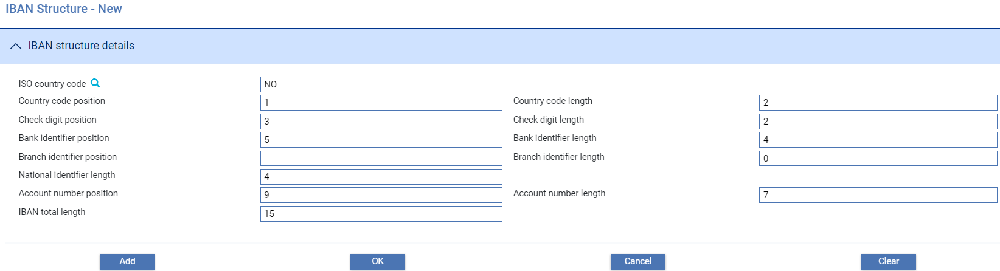 IBAN Structure - New
IBAN structure details
ISO country code NO
Country code position 1 Country code length 2
Check digit position 3 Check digit length 2
Bank identifier position 5 Bank identifier length 4
Branch identifier position Branch identifier length 0
National identifier length 4
Account number position 9 Account number length 7
IBAN total length 15
Add OK Cancel Clear